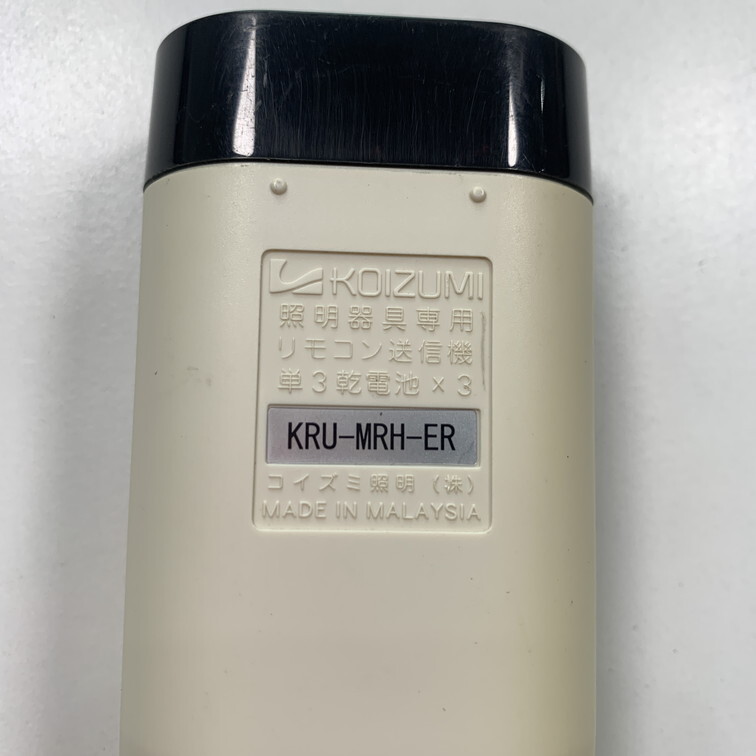 KOIZUMI
照明器具専用
リモコン送信機
単3乾電池×3
KRU-MRH-ER
コイズミ照明(株)
MADE IN MALAYSIA